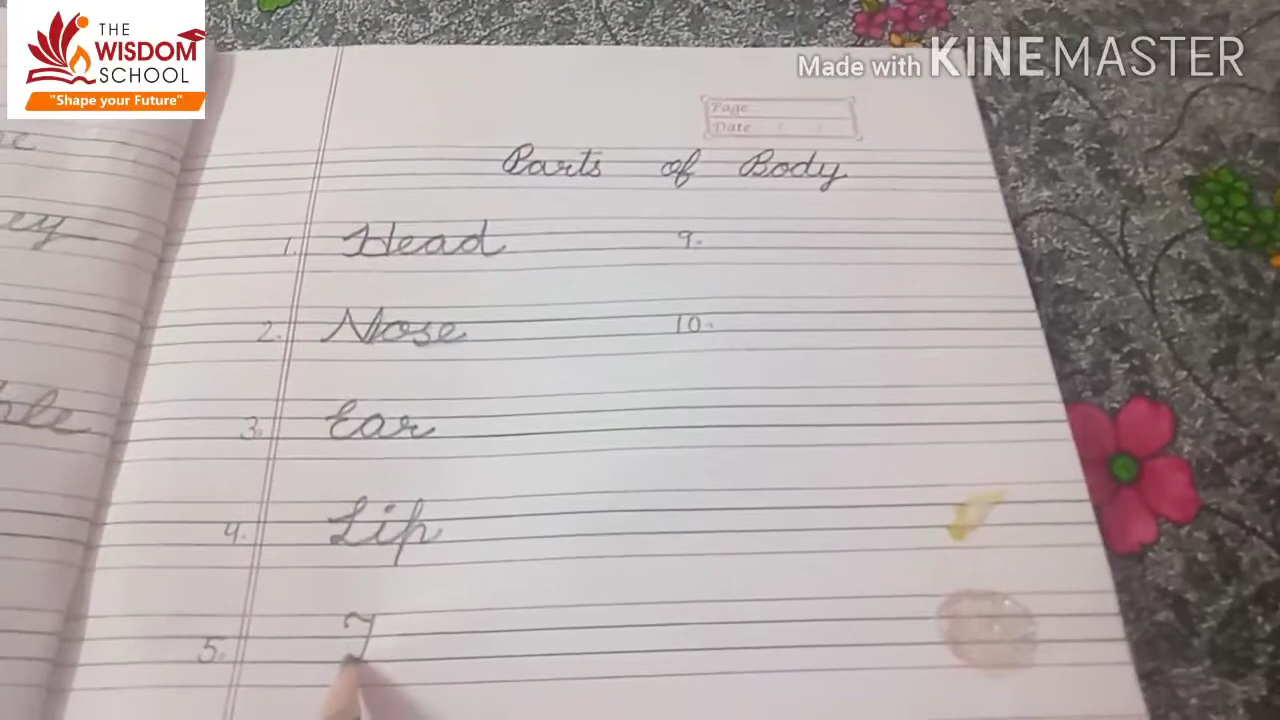 THE
WISDOM
SCHOOL
"Shape your Future"
Made with KINEMASTER
Page
Date
Parts of Body
1. Head 9.
2. Nose 10.
3. Ear
4. Lip
5.